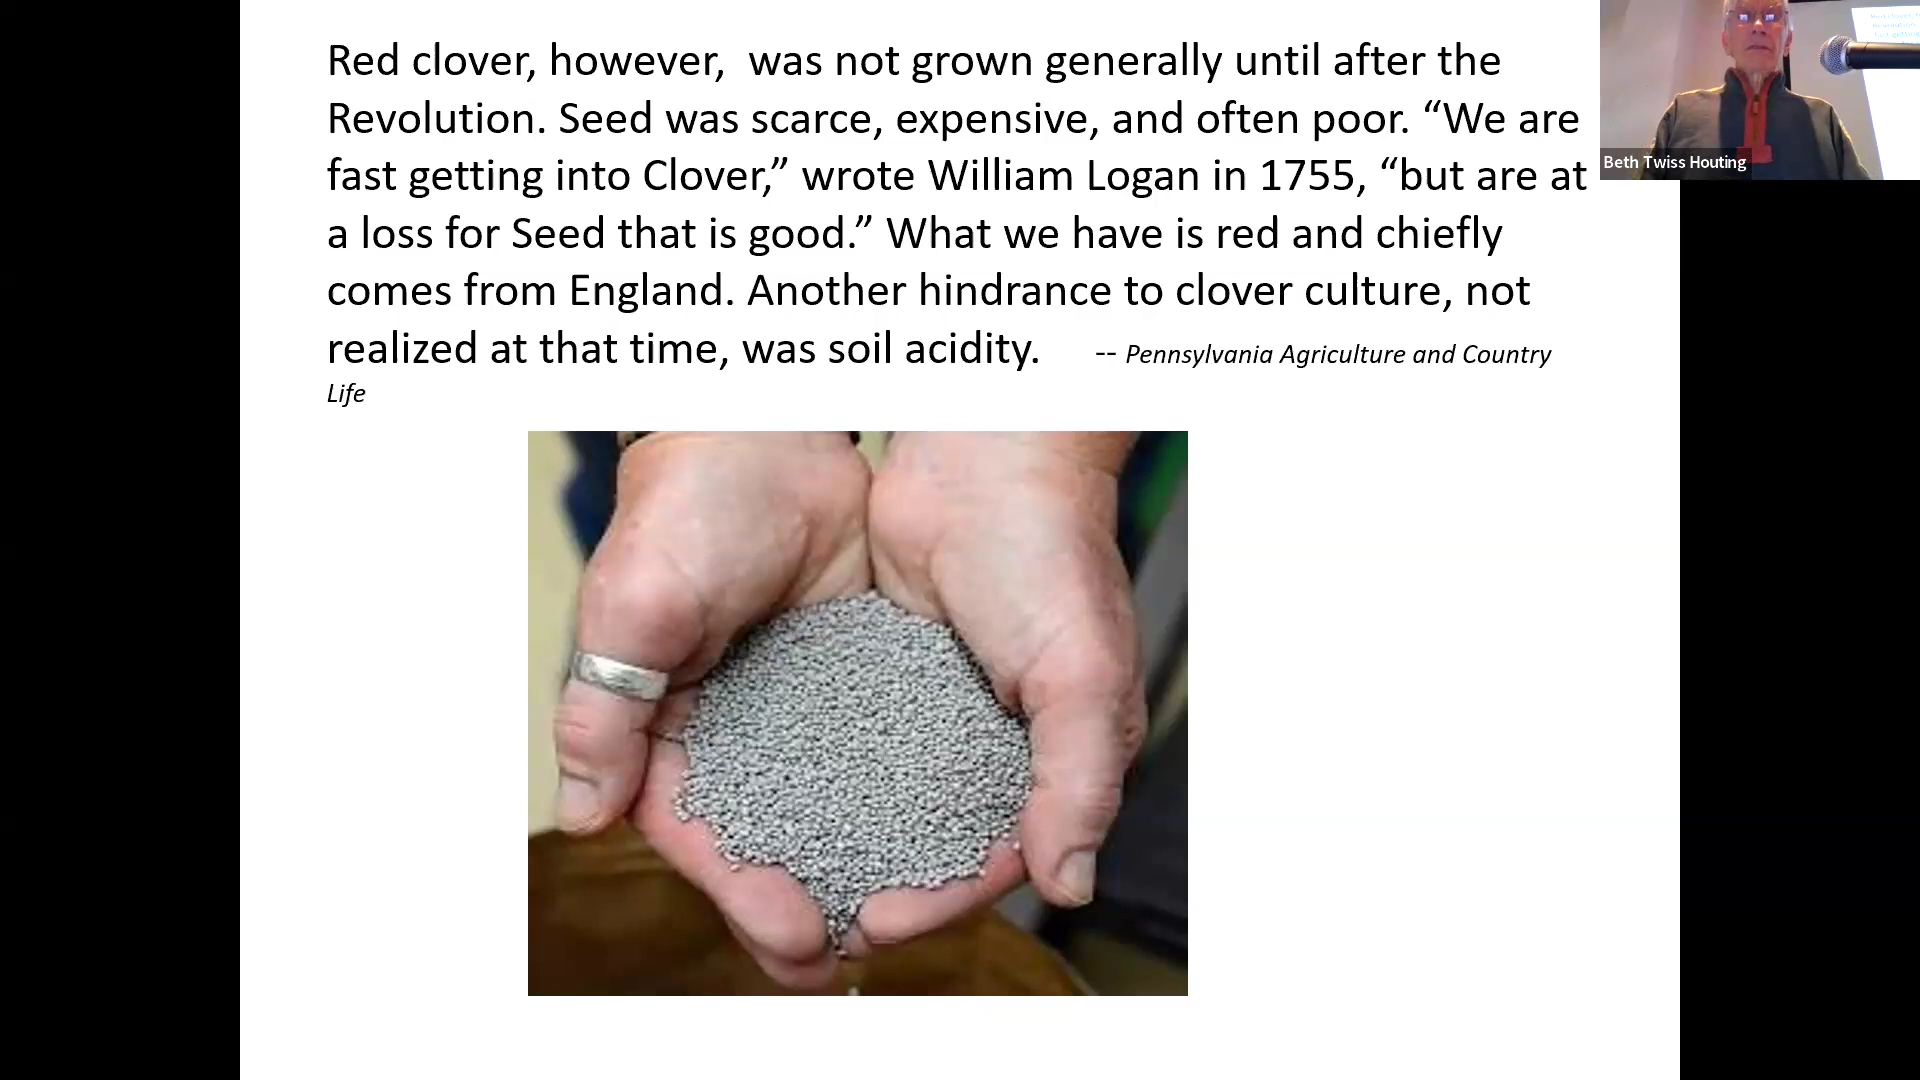 Red clover, however,  was not grown generally until after the
Revolution. Seed was scarce, expensive, and often poor. “We are
fast getting into Clover,” wrote William Logan in 1755, “but are at
a loss for Seed that is good.” What we have is red and chiefly
comes from England. Another hindrance to clover culture, not
realized at that time, was soil acidity.     -- Pennsylvania Agriculture and Country
Life
Beth Twiss Houting